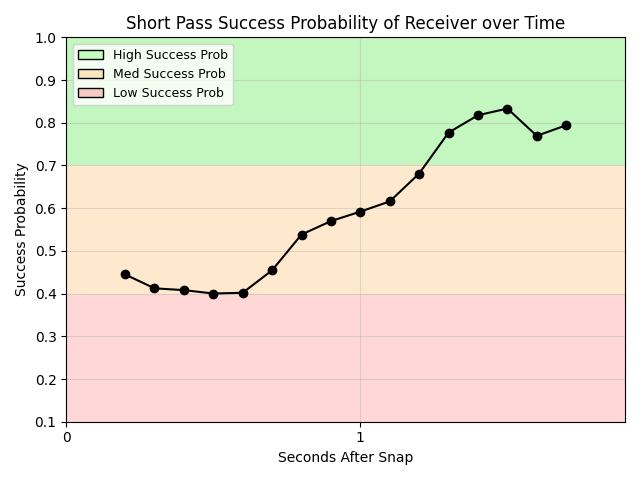 Short Pass Success Probability of Receiver over Time
High Success Prob
Med Success Prob
Low Success Prob
Success Probability
1.0
0.9
0.8
0.7
0.6
0.5
0.4
0.3
0.2
0.1
0
1
Seconds After Snap